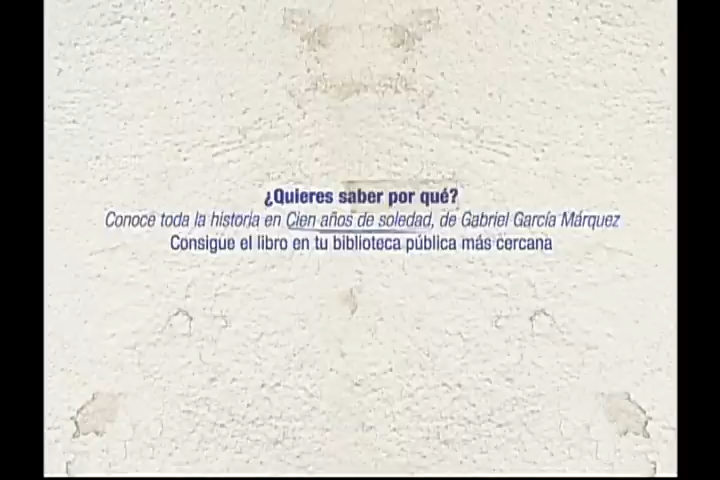 ¿Quieres saber por qué?
Conoce toda la historia en Cien años de soledad, de Gabriel García Márquez
Consigue el libro en tu biblioteca pública más cercana